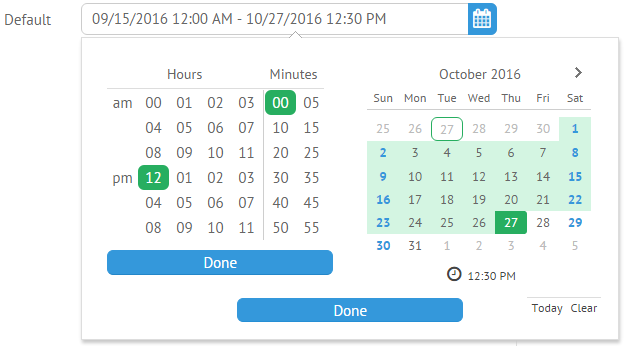 Default 09/15/2016 12:00 AM - 10/27/2016 12:30 PM
Hours Minutes
am 00 01 02 03 00 05
04 05 06 07 10 15
08 09 10 11 20 25
pm 12 01 02 03 30 35
04 05 06 07 40 45
08 09 10 11 50 55
Done
October 2016
Sun Mon Tue Wed Thu Fri Sat
25 26 27 28 29 30 1
2 3 4 5 6 7 8
9 10 11 12 13 14 15
16 17 18 19 20 21 22
23 24 25 26 27 28 29
30 31 1 2 3 4 5
12:30 PM
Done
Today Clear